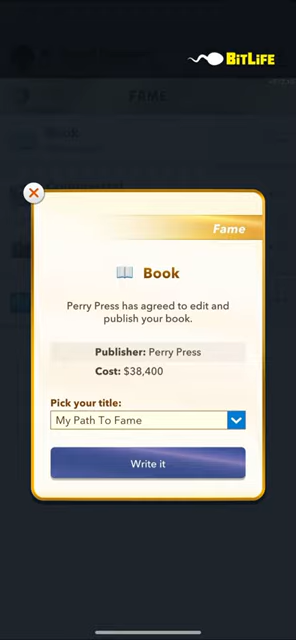 BitLife
FAME
Fame
Book
Perry Press has agreed to edit and
publish your book.
Publisher: Perry Press
Cost: $38,400
Pick your title:
My Path To Fame
Write it